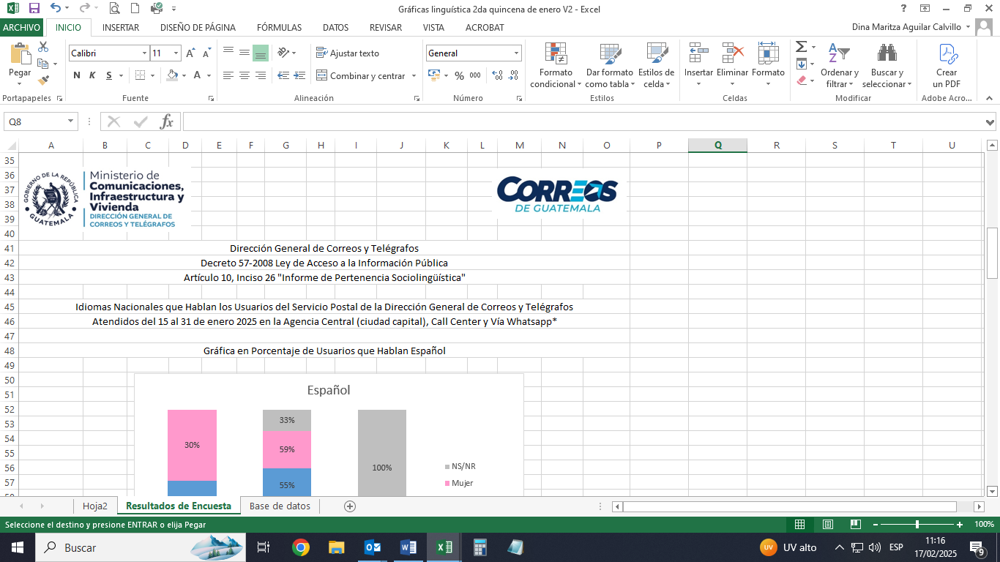 Gráficas linguística 2da quincena de enero V2 - Excel
ARCHIVO INICIO INSERTAR DISEÑO DE PÁGINA FÓRMULAS DATOS REVISAR VISTA ACROBAT Dina Maritza Aguilar Calvillo
Calibri 11 Ajustar texto General
Pegar Formato condicional Dar formato como tabla Estilos de celda Insertar Eliminar Formato Ordenar y filtrar Buscar y seleccionar Crear un PDF
N K S Combinar y centrar % 000
Portapapeles Fuente Alineación Número Estilos Celdas Modificar Adobe Acro...
Q8 fx
A B C D E F G H I J K L M N O P Q R S T U
35
36
37
38
39
40
41
42
43
44
45
46
47
48
49
50
51
52
53
54
55
56
57
58
GOBIERNO DE LA REPÚBLICA GUATEMALA
Ministerio de
Comunicaciones,
Infraestructura y
Vivienda
DIRECCIÓN GENERAL DE
CORREOS Y TELÉGRAFOS
CORREOS
DE GUATEMALA
Dirección General de Correos y Telégrafos
Decreto 57-2008 Ley de Acceso a la Información Pública
Artículo 10, Inciso 26 "Informe de Pertenencia Sociolingüística"
Idiomas Nacionales que Hablan los Usuarios del Servicio Postal de la Dirección General de Correos y Telégrafos
Atendidos del 15 al 31 de enero 2025 en la Agencia Central (ciudad capital), Call Center y Vía Whatsapp*
Gráfica en Porcentaje de Usuarios que Hablan Español
Español
33%
30%
59%
100%
55%
NS/NR
Mujer
Hoja2 Resultados de Encuesta Base de datos
Seleccione el destino y presione ENTRAR o elija Pegar 100%
Buscar UV UV alto ESP 11:16
17/02/2025 9